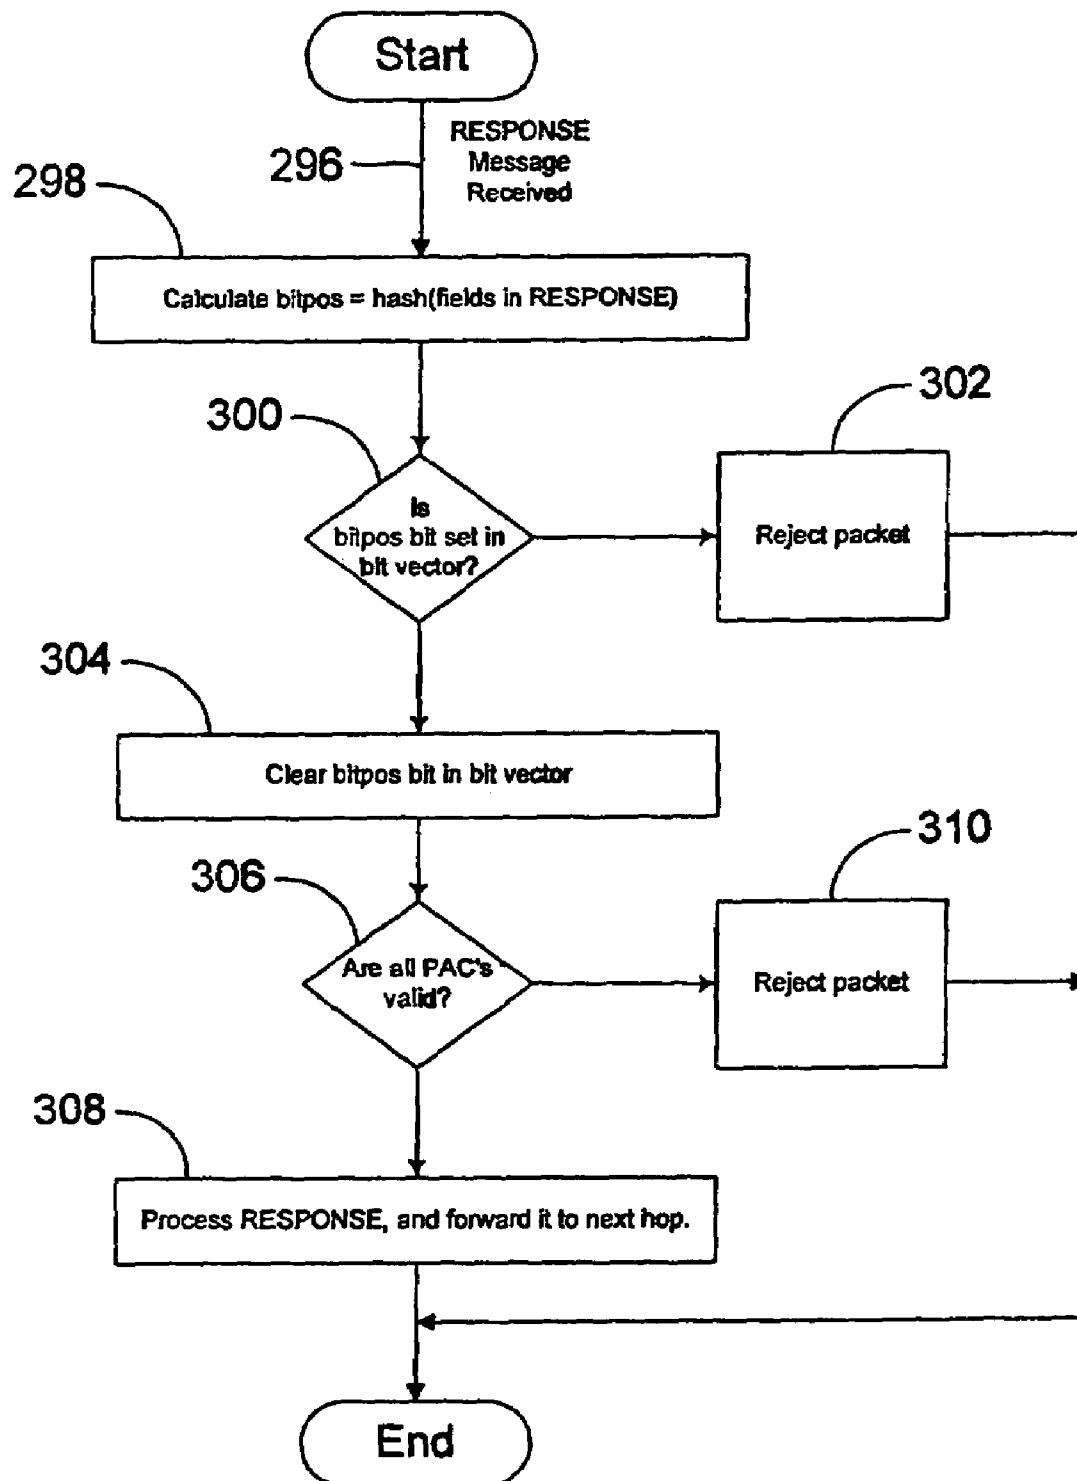 Start
296
RESPONSE
Message
Received
298
Calculate bitpos = hash(fields in RESPONSE)
300
302
Is
bitpos bit set in
bit vector?
Reject packet
304
Clear bitpos bit in bit vector
306
310
Are all PAC's
valid?
Reject packet
308
Process RESPONSE, and forward it to next hop.
End